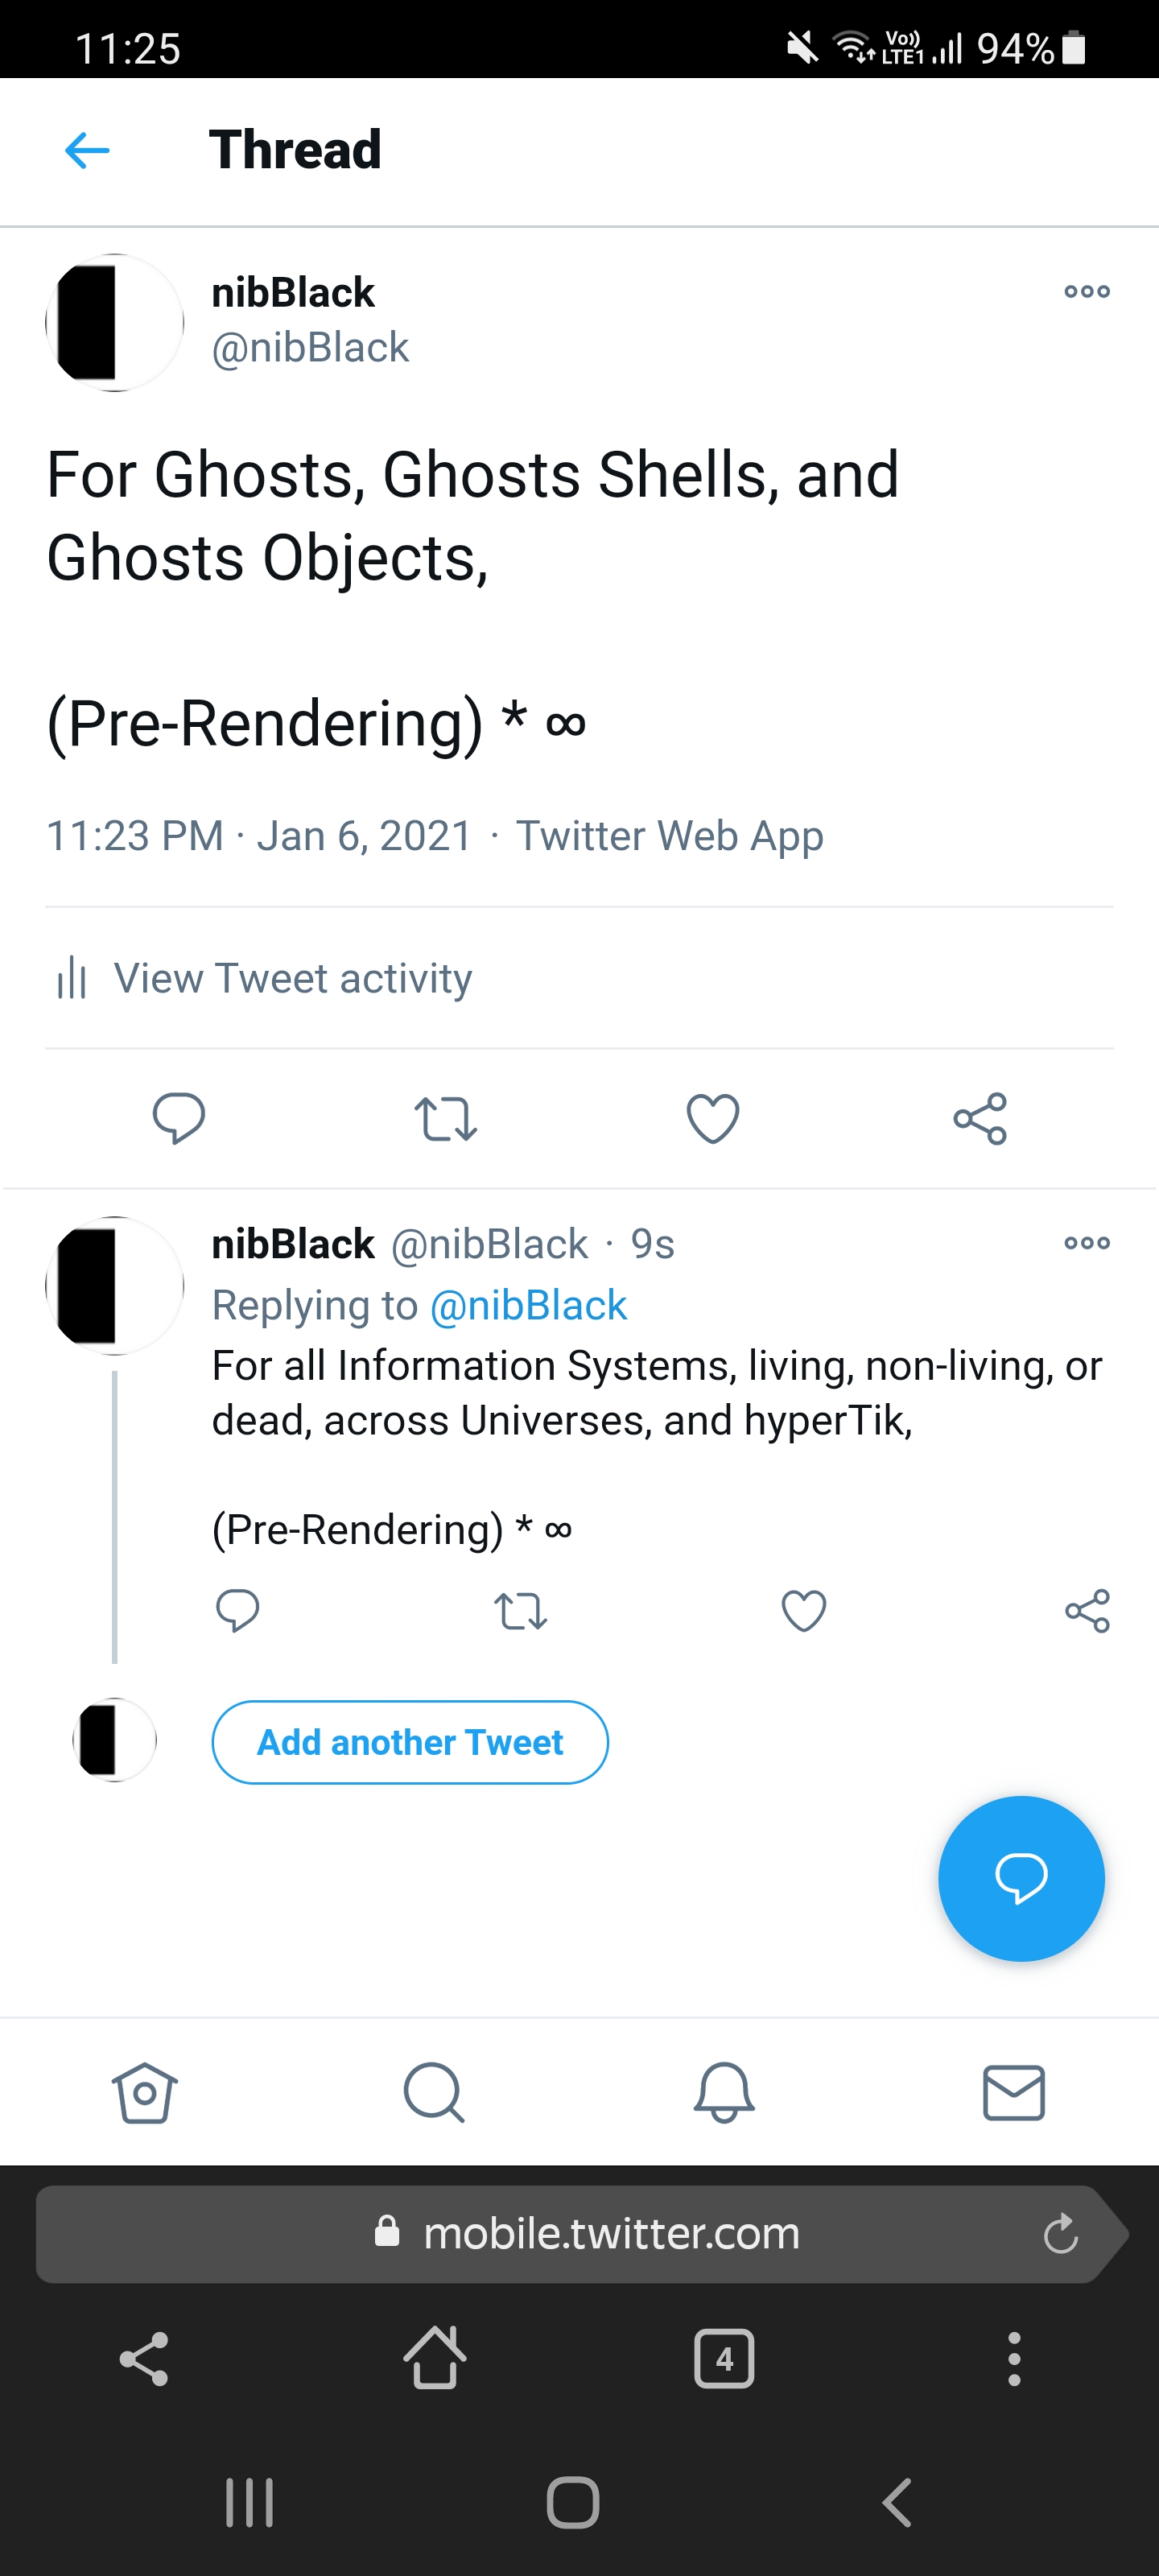 11:25
Vo)) LTE1 94%
Thread
nibBlack
@nibBlack
For Ghosts, Ghosts Shells, and
Ghosts Objects,
(Pre-Rendering) * ∞
11:23 PM · Jan 6, 2021 · Twitter Web App
View Tweet activity
nibBlack @nibBlack · 9s
Replying to @nibBlack
For all Information Systems, living, non-living, or
dead, across Universes, and hyperTik,
(Pre-Rendering) * ∞
Add another Tweet
mobile.twitter.com
4